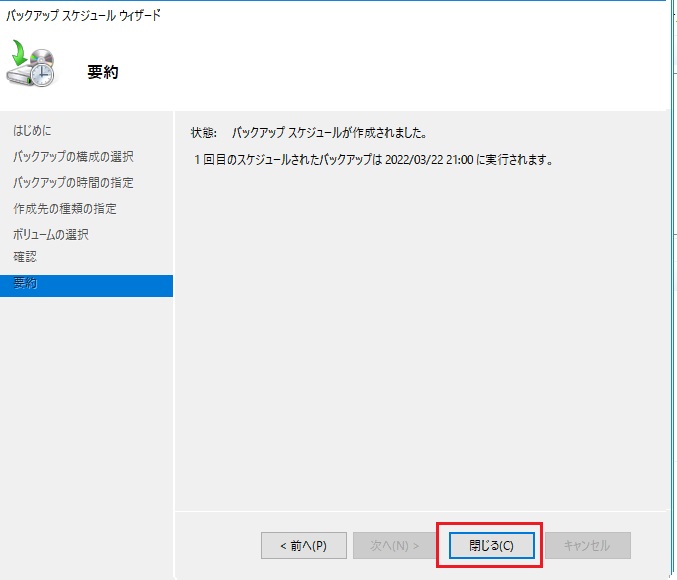 バックアップ スケジュール ウィザード
要約
はじめに
バックアップの構成の選択
バックアップの時間の指定
作成先の種類の指定
ボリュームの選択
確認
要約
状態: バックアップ スケジュールが作成されました。
1 回目のスケジュールされたバックアップは 2022/03/22 21:00 に実行されます。
< 前へ(P)
次へ(N) >
閉じる(C)
キャンセル